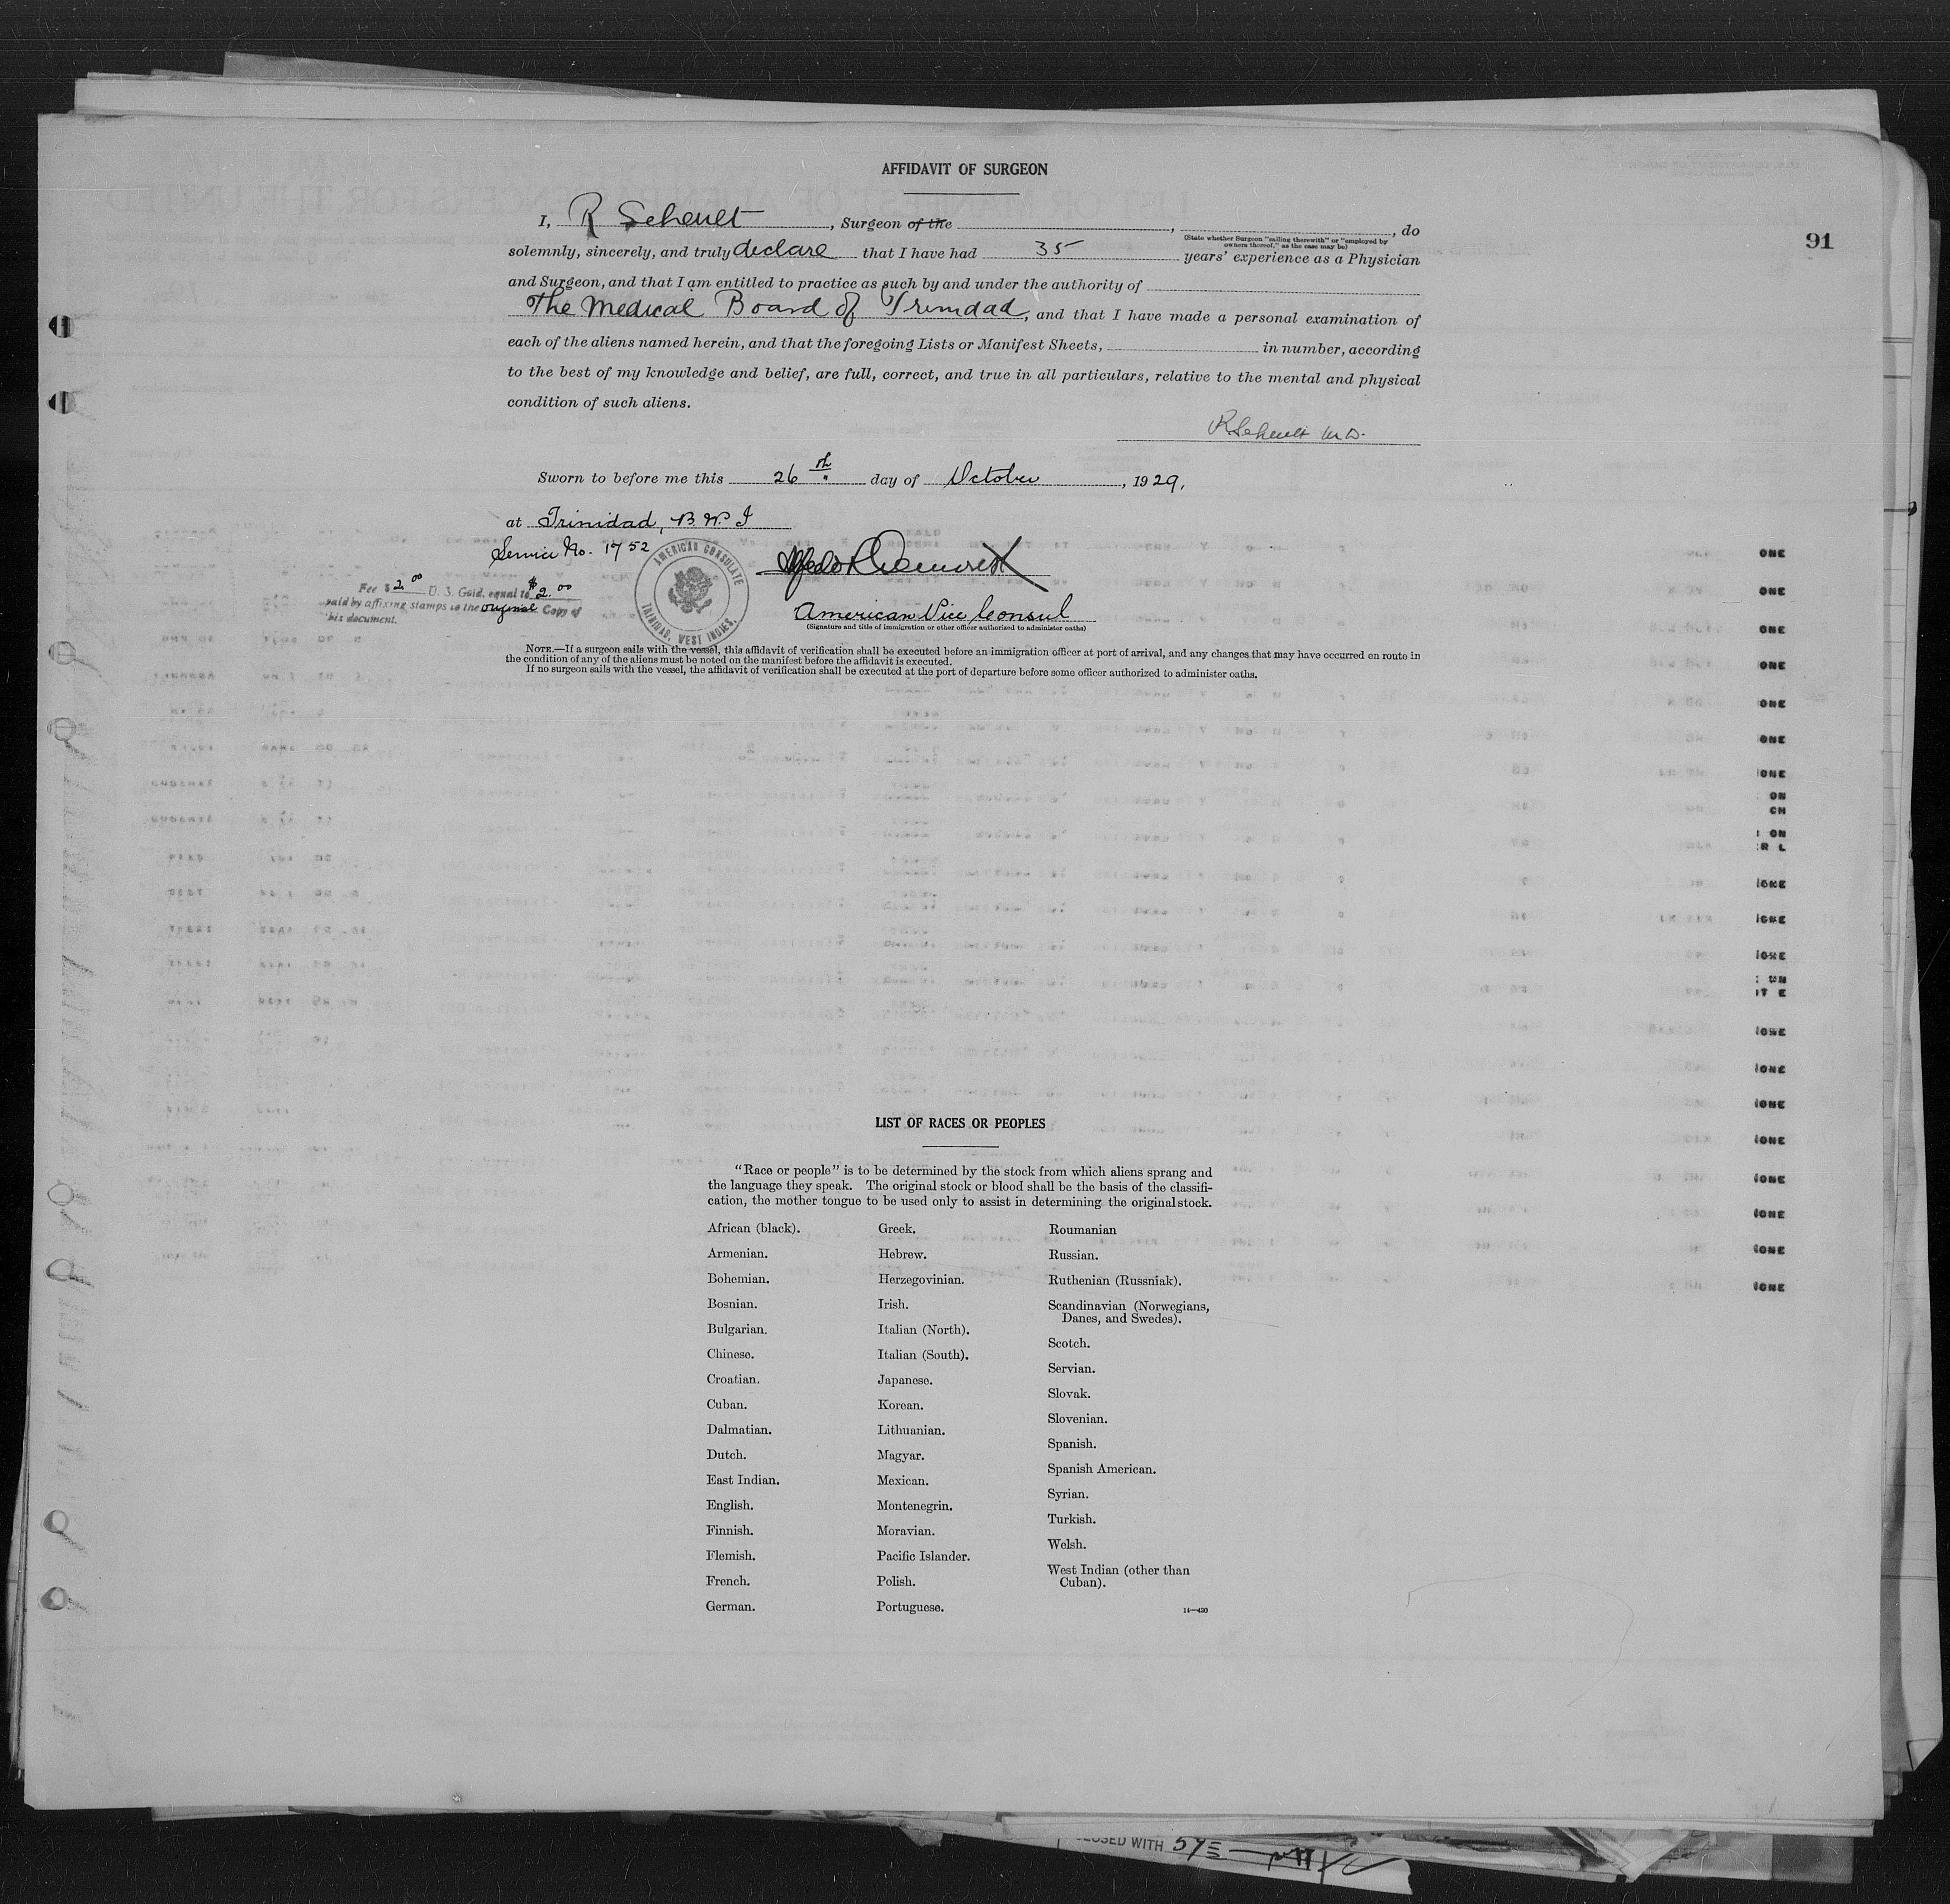 AFFIDAVIT OF SURGEON
I, R Scheult, Surgeon of the , , do
(State whether Surgeon "sailing therewith" or "employed by
owners thereof," as the case may be)
91
solemnly, sincerely, and truly declare that I have had 35 years' experience as a Physician
and Surgeon, and that I am entitled to practice as such by and under the authority of
The Medical Board of Trinidad, and that I have made a personal examination of
each of the aliens named herein, and that the foregoing Lists or Manifest Sheets, in number, according
to the best of my knowledge and belief, are full, correct, and true in all particulars, relative to the mental and physical
condition of such aliens.
R Scheult M.D.
Sworn to before me this 26th day of October, 1929,
at Trinidad, B.W.I
Service No. 1752
AMERICAN CONSULATE
TRINIDAD, WEST INDIES.
Fee $2.00 U. S. Gold, equal to $2.00
paid by affixing stamps to the original Copy of
this document.
American Vice Consul
(Signature and title of immigration or other officer authorized to administer oaths)
NOTE.—If a surgeon sails with the vessel, this affidavit of verification shall be executed before an immigration officer at port of arrival, and any changes that may have occurred en route in
the condition of any of the aliens must be noted on the manifest before the affidavit is executed.
If no surgeon sails with the vessel, the affidavit of verification shall be executed at the port of departure before some officer authorized to administer oaths.
ONE
ONE
ONE
ONE
ONE
ONE
ONE
ON
CH
ON
R L
ONE
ONE
ONE
ON
IT E
ONE
ONE
ONE
ONE
ONE
ONE
ONE
ONE
LIST OF RACES OR PEOPLES
"Race or people" is to be determined by the stock from which aliens sprang and
the language they speak. The original stock or blood shall be the basis of the classifi-
cation, the mother tongue to be used only to assist in determining the original stock.
African (black).
Armenian.
Bohemian.
Bosnian.
Bulgarian.
Chinese.
Croatian.
Cuban.
Dalmatian.
Dutch.
East Indian.
English.
Finnish.
Flemish.
French.
German.
Greek.
Hebrew.
Herzegovinian.
Irish.
Italian (North).
Italian (South).
Japanese.
Korean.
Lithuanian.
Magyar.
Mexican.
Montenegrin.
Moravian.
Pacific Islander.
Polish.
Portuguese.
Roumanian
Russian.
Ruthenian (Russniak).
Scandinavian (Norwegians,
Danes, and Swedes).
Scotch.
Servian.
Slovak.
Slovenian.
Spanish.
Spanish American.
Syrian.
Turkish.
Welsh.
West Indian (other than
Cuban).
14—430
WITH